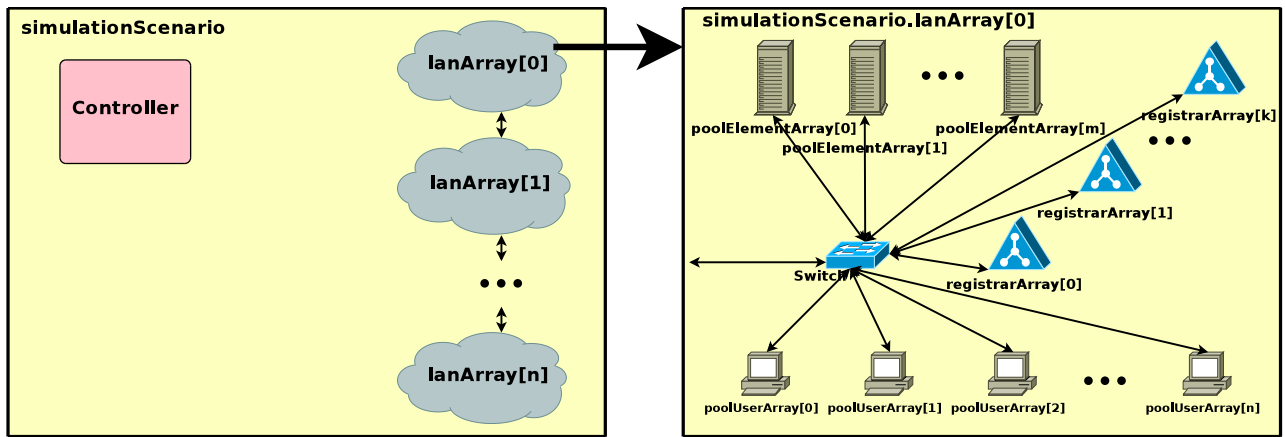 simulationScenario
Controller
lanArray[0]
lanArray[1]
lanArray[n]
simulationScenario.lanArray[0]
poolElementArray[0]
poolElementArray[1]
poolElementArray[m]
registrarArray[k]
registrarArray[1]
registrarArray[0]
Switch
poolUserArray[0]
poolUserArray[1]
poolUserArray[2]
poolUserArray[n]